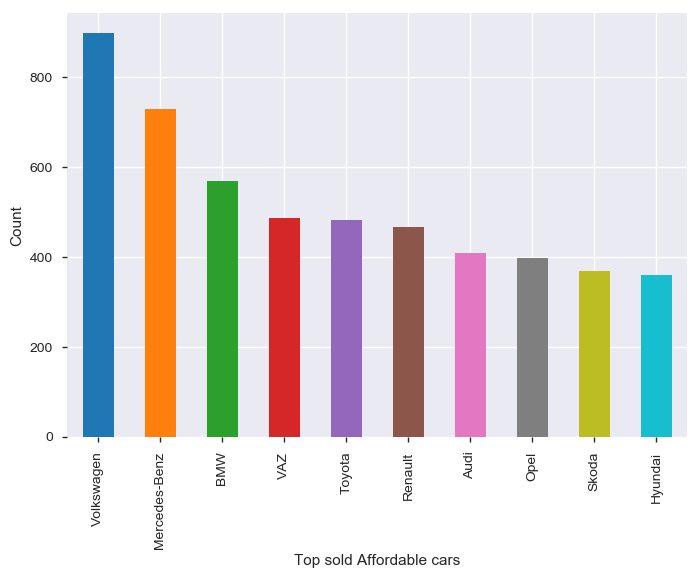 Count
800
600
400
200
0
Volkswagen
Mercedes-Benz
BMW
VAZ
Toyota
Renault
Audi
Opel
Skoda
Hyundai
Top sold Affordable cars